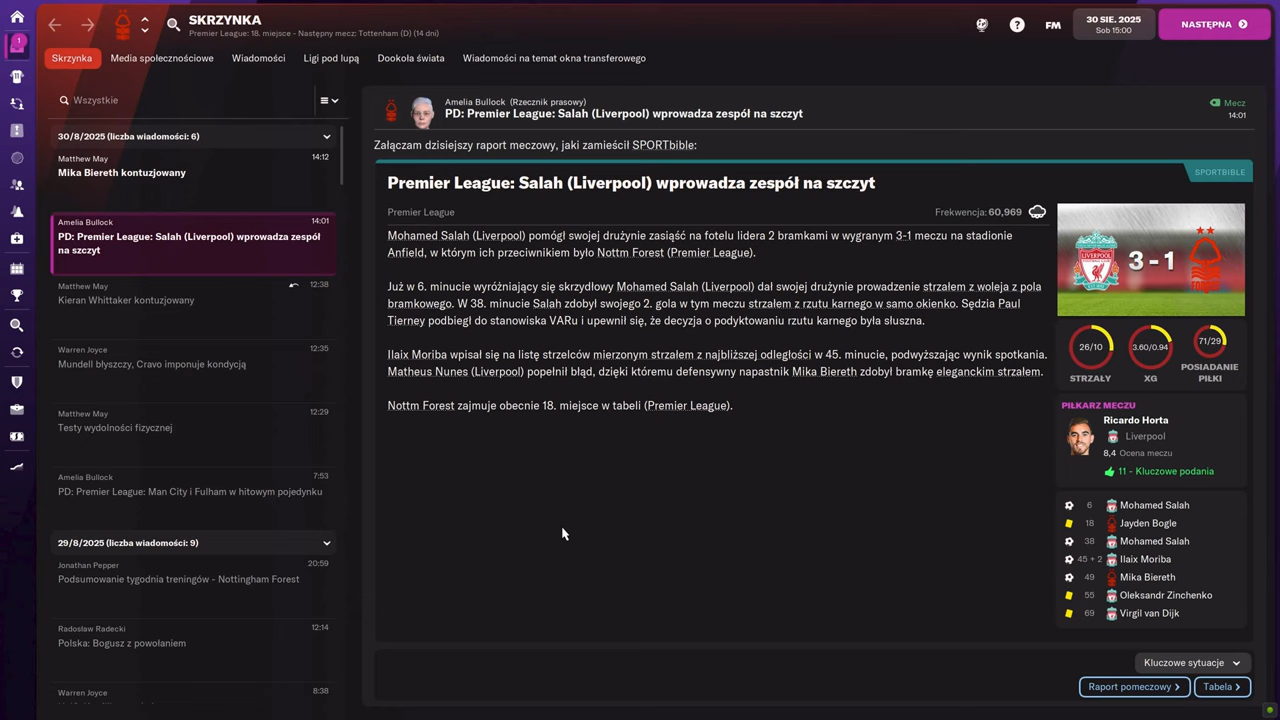 SKRZYNKA
Premier League: 18. miejsce - Następny mecz: Tottenham (D) (14 dni)
FM
30 SIE. 2025
Sob 15:00
NASTĘPNA
1
Skrzynka
Media społecznościowe
Wiadomości
Ligi pod lupą
Dookoła świata
Wiadomości na temat okna transferowego
Wszystkie
30/8/2025 (liczba wiadomości: 6)
Matthew May
14:12
Mika Biereth kontuzjowany
Amelia Bullock
14:01
PD: Premier League: Salah (Liverpool) wprowadza zespół
na szczyt
Matthew May
12:38
Kieran Whittaker kontuzjowany
Warren Joyce
12:35
Mundell błyszczy, Cravo imponuje kondycją
Matthew May
12:29
Testy wydolności fizycznej
Amelia Bullock
7:53
PD: Premier League: Man City i Fulham w hitowym pojedynku
29/8/2025 (liczba wiadomości: 9)
Jonathan Pepper
20:59
Podsumowanie tygodnia treningów - Nottingham Forest
Radosław Radecki
12:14
Polska: Bogusz z powołaniem
Warren Joyce
8:38
Amelia Bullock (Rzecznik prasowy)
PD: Premier League: Salah (Liverpool) wprowadza zespół na szczyt
Mecz
14:01
Załączam dzisiejszy raport meczowy, jaki zamieścił SPORTbible:
SPORTBIBLE
Premier League: Salah (Liverpool) wprowadza zespół na szczyt
Premier League
Frekwencja: 60,969
Mohamed Salah (Liverpool) pomógł swojej drużynie zasiąść na fotelu lidera 2 bramkami w wygranym 3-1 meczu na stadionie
Anfield, w którym ich przeciwnikiem było Nottm Forest (Premier League).
Już w 6. minucie wyróżniający się skrzydłowy Mohamed Salah (Liverpool) dał swojej drużynie prowadzenie strzałem z woleja z pola
bramkowego. W 38. minucie Salah zdobył swojego 2. gola w tym meczu strzałem z rzutu karnego w samo okienko. Sędzia Paul
Tierney podbiegł do stanowiska VARu i upewnił się, że decyzja o podyktowaniu rzutu karnego była słuszna.
Ilaix Moriba wpisał się na listę strzelców mierzonym strzałem z najbliższej odległości w 45. minucie, podwyższając wynik spotkania.
Matheus Nunes (Liverpool) popełnił błąd, dzięki któremu defensywny napastnik Mika Biereth zdobył bramkę eleganckim strzałem.
Nottm Forest zajmuje obecnie 18. miejsce w tabeli (Premier League).
3 - 1
26/10
3.60/0.94
71/29
STRZAŁY
XG
POSIADANIE
PIŁKI
PIŁKARZ MECZU
Ricardo Horta
Liverpool
8,4 Ocena meczu
11 - Kluczowe podania
6 Mohamed Salah
18 Jayden Bogle
38 Mohamed Salah
45 + 2 Ilaix Moriba
49 Mika Biereth
55 Oleksandr Zinchenko
69 Virgil van Dijk
Kluczowe sytuacje
Raport pomeczowy
Tabela